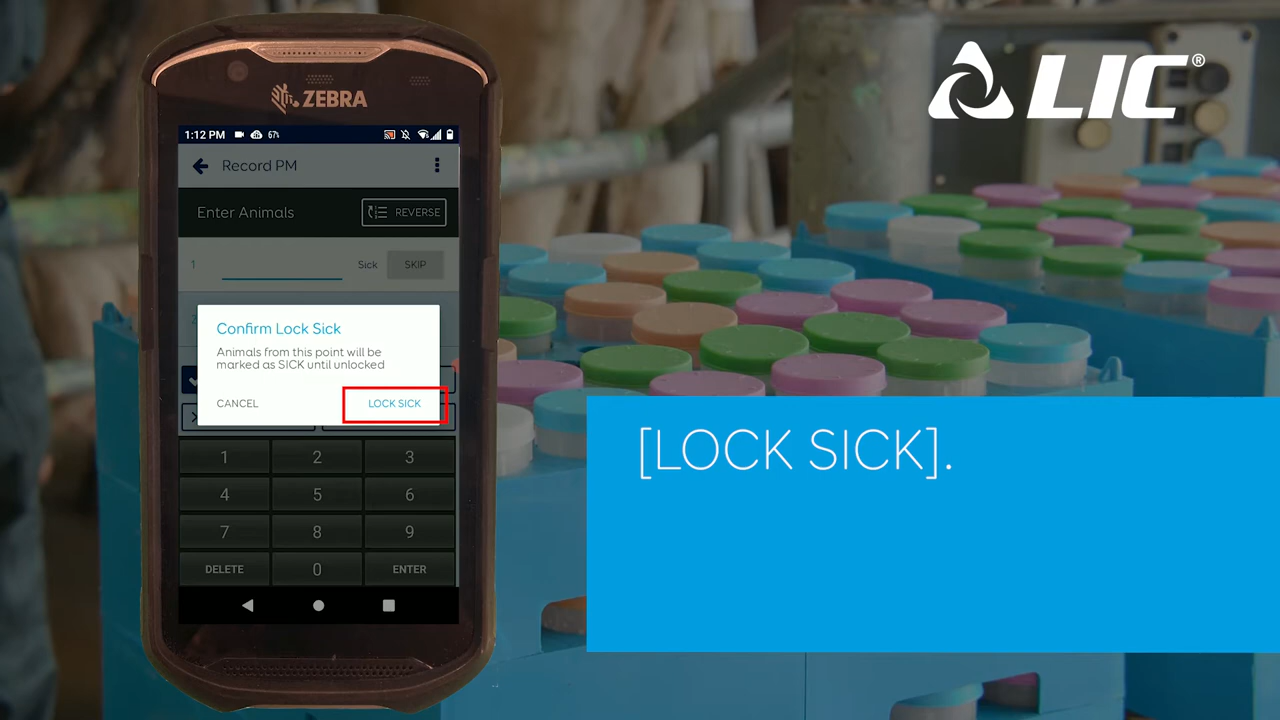 LIC®
ZEBRA
1:12 PM 67%
Record PM
Enter Animals REVERSE
1 Sick SKIP
Confirm Lock Sick
Animals from this point will be
marked as SICK until unlocked
CANCEL LOCK SICK
1 2 3
4 5 6
7 8 9
DELETE 0 ENTER
[LOCK SICK].